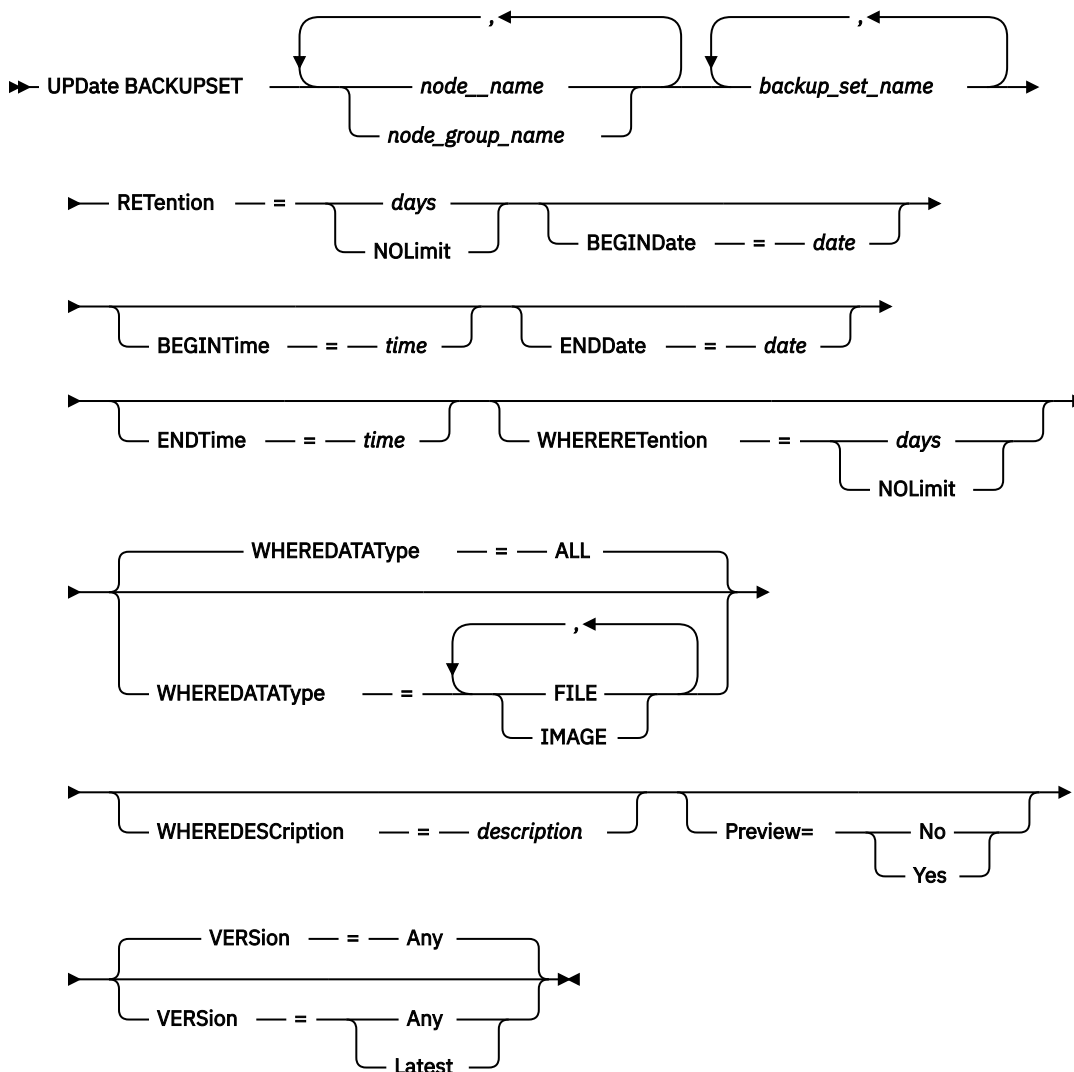 , ,
UPDate BACKUPSET node__name backup_set_name
node_group_name
RETention = days
NOLimit
BEGINDate = date
BEGINTime = time ENDDate = date
ENDTime = time WHERERETention = days
NOLimit
WHEREDATAType = ALL
,
WHEREDATAType = FILE
IMAGE
WHEREDESCription = description Preview= No
Yes
VERSion = Any
VERSion = Any
Latest